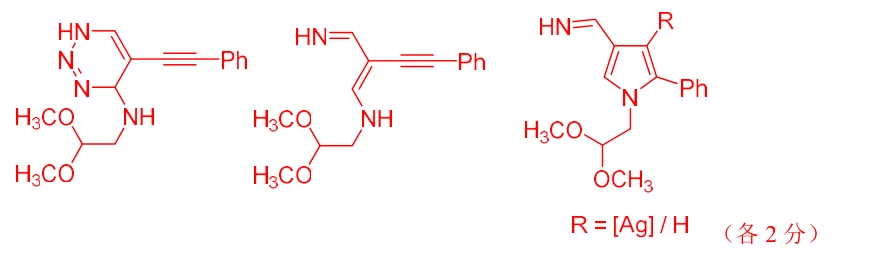 HN
N
N
Ph
NH
H3CO
H3CO
HN
Ph
NH
H3CO
H3CO
HN
R
Ph
N
H3CO
OCH3
R = [Ag] / H （各 2 分）